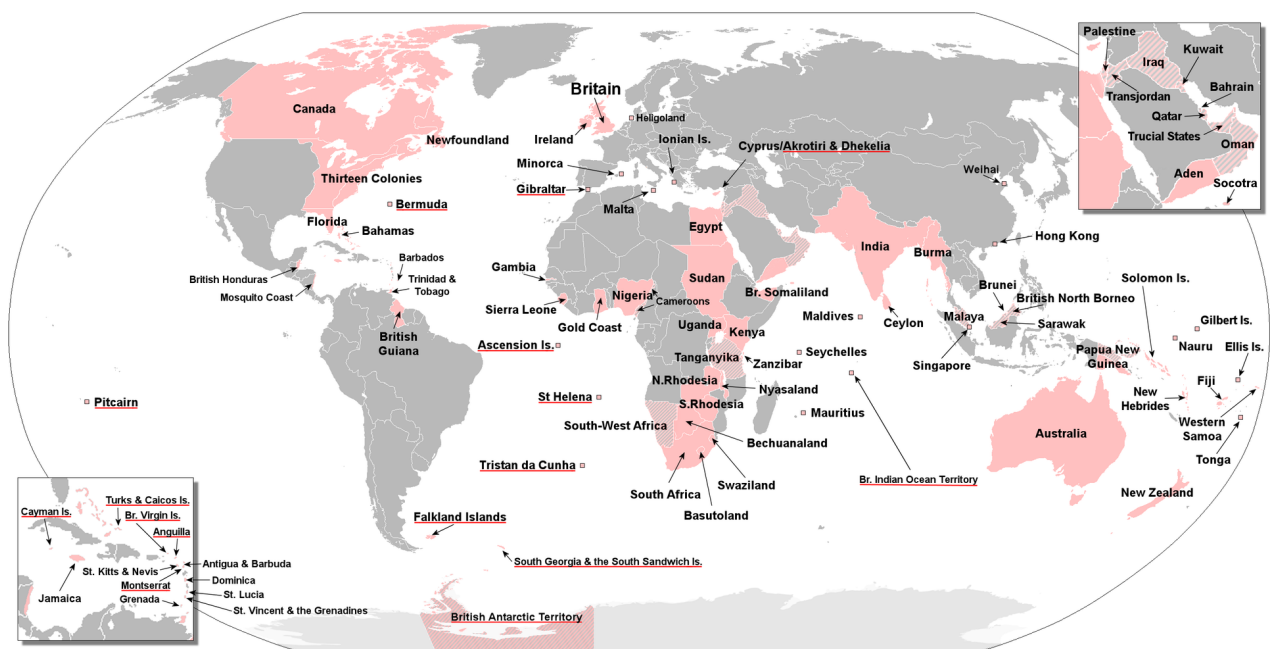 Palestine
Kuwait
Iraq
Bahrain
Transjordan
Qatar
Trucial States
Oman
Aden
Socotra
Canada
Britain
Heligoland
Ireland
Newfoundland
Ionian Is.
Cyprus/Akrotiri & Dhekelia
Minorca
Weihai
Thirteen Colonies
Gibraltar
Bermuda
Malta
Florida
Bahamas
Egypt
Hong Kong
India
Burma
Barbados
British Honduras
Trinidad &
Tobago
Mosquito Coast
Gambia
Sudan
Solomon Is.
Brunei
British North Borneo
Nigeria
Cameroons
Br. Somaliland
Sierra Leone
Gold Coast
Maldives
Ceylon
Malaya
Sarawak
Gilbert Is.
Uganda
Kenya
British
Guiana
Ascension Is.
Nauru
Ellis Is.
Tanganyika
Zanzibar
Seychelles
Singapore
Papua New
Guinea
N.Rhodesia
Nyasaland
Fiji
New
Hebrides
Pitcairn
St Helena
S.Rhodesia
Mauritius
South-West Africa
Western
Samoa
Australia
Bechuanaland
Tonga
Tristan da Cunha
Swaziland
Br. Indian Ocean Territory
South Africa
New Zealand
Basutoland
Falkland Islands
South Georgia & the South Sandwich Is.
British Antarctic Territory
Turks & Caicos Is.
Cayman Is.
Br. Virgin Is.
Anguilla
Antigua & Barbuda
St. Kitts & Nevis
Dominica
Montserrat
St. Lucia
Jamaica
Grenada
St. Vincent & the Grenadines